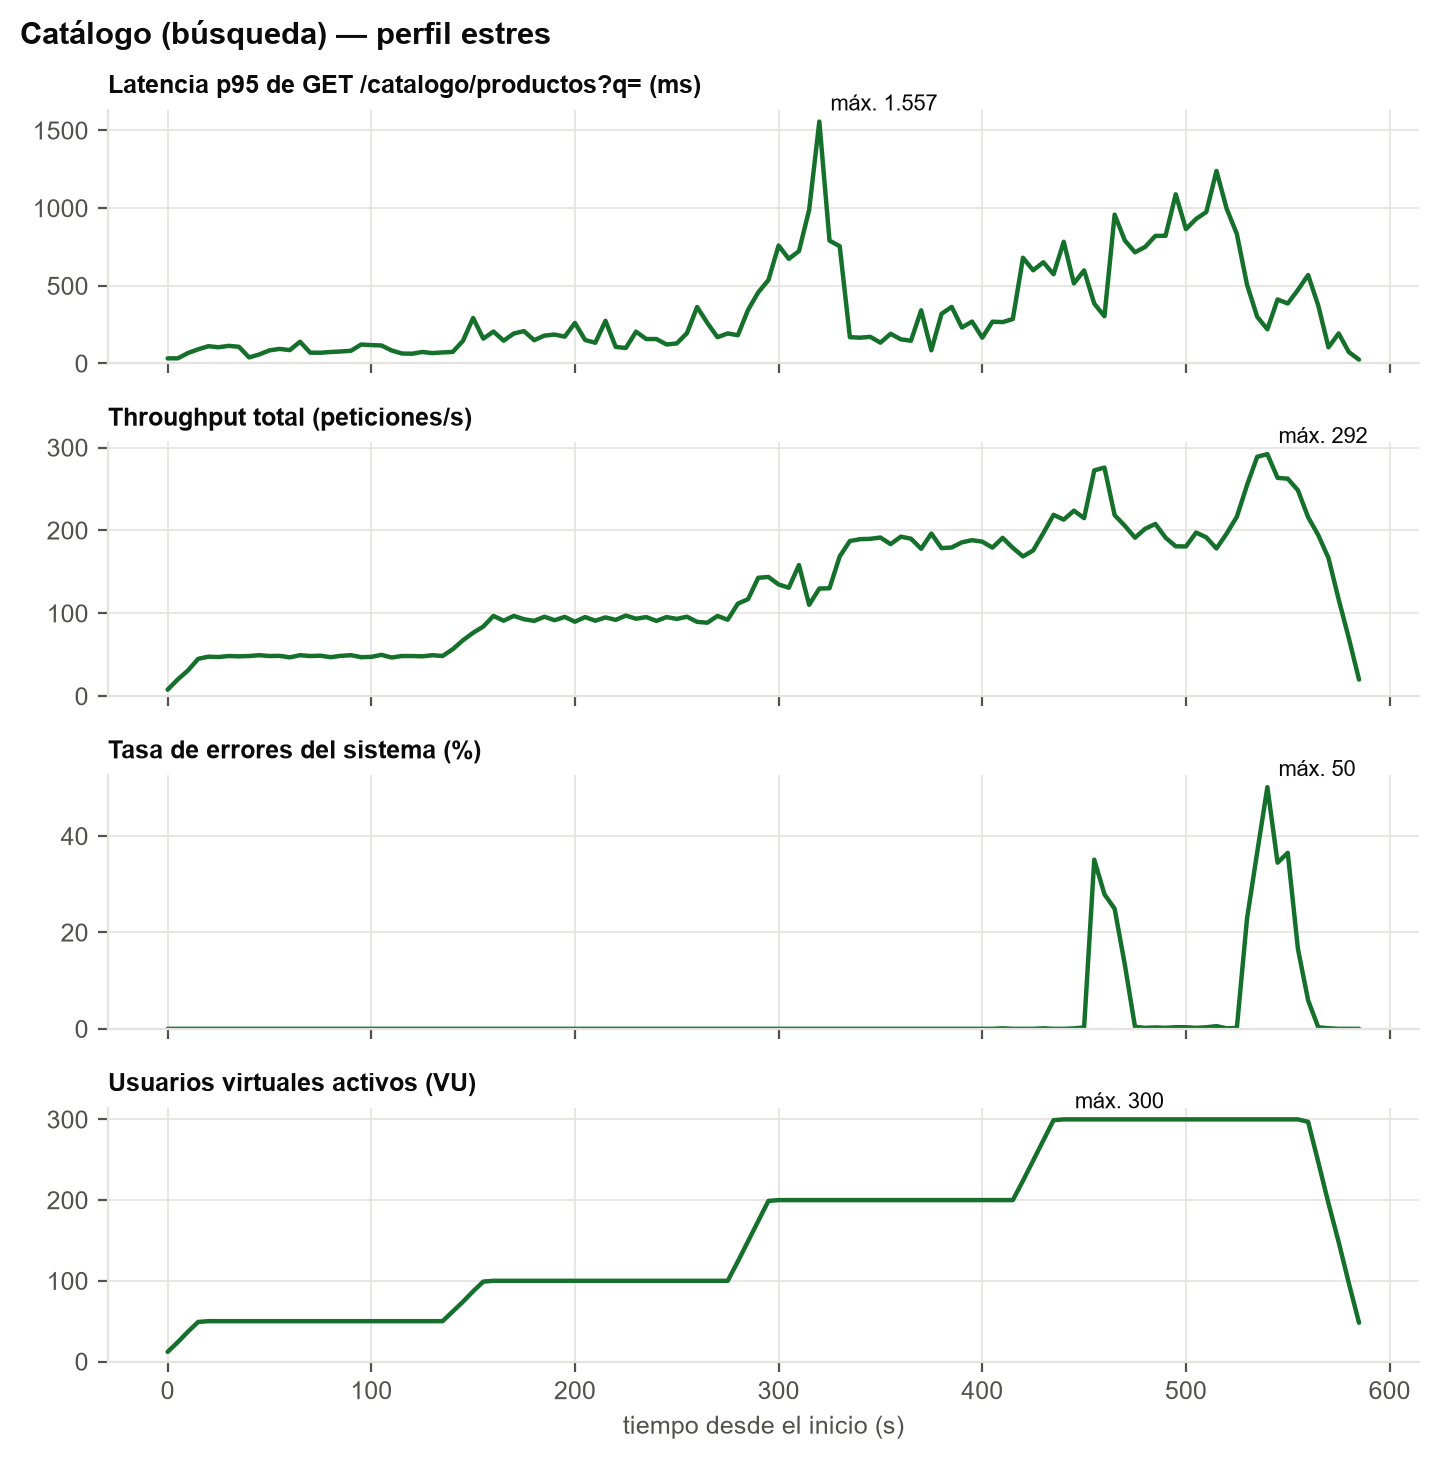 Catálogo (búsqueda) — perfil estres
Latencia p95 de GET /catalogo/productos?q= (ms)
máx. 1.557
1500
1000
500
0
Throughput total (peticiones/s)
máx. 292
300
200
100
0
Tasa de errores del sistema (%)
máx. 50
40
20
0
Usuarios virtuales activos (VU)
máx. 300
300
200
100
0
0 100 200 300 400 500 600
tiempo desde el inicio (s)